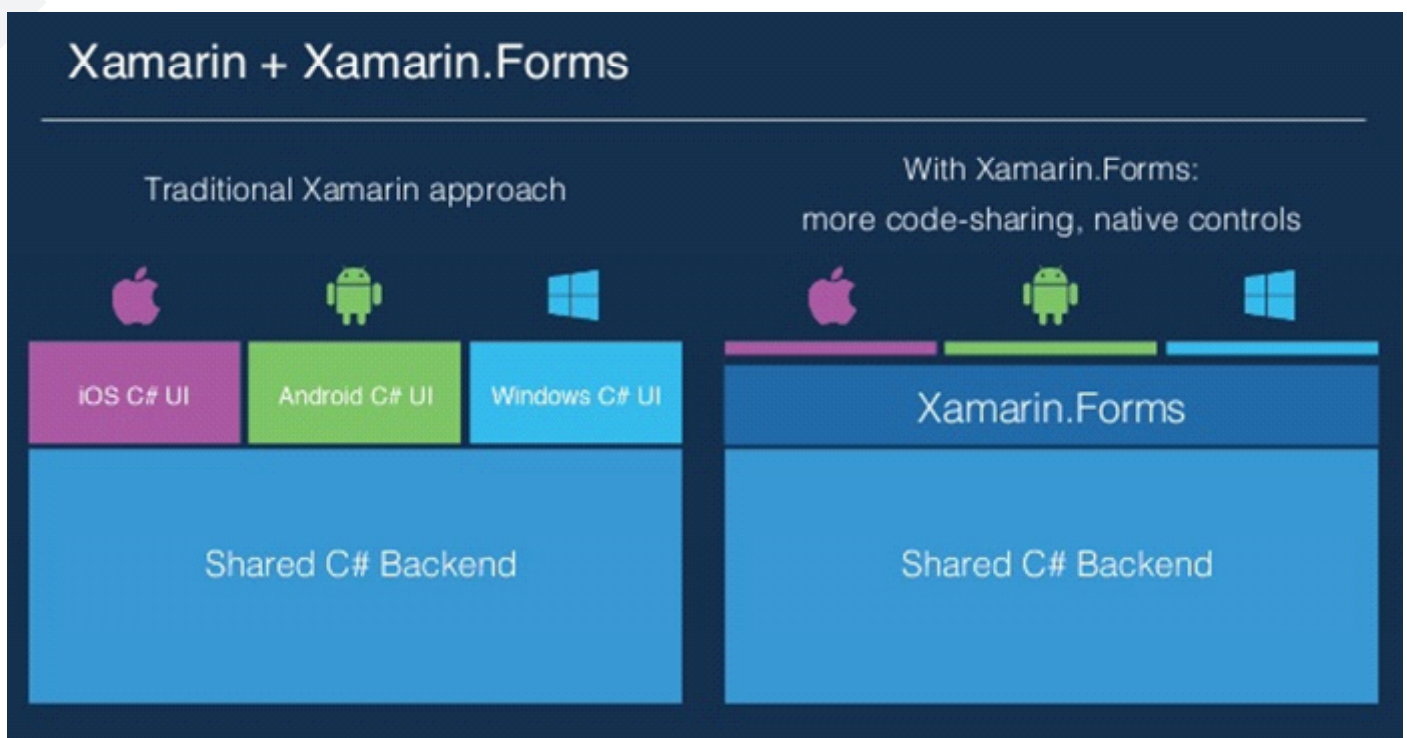 Xamarin + Xamarin.Forms
Traditional Xamarin approach
With Xamarin.Forms:
more code-sharing, native controls
iOS C# UI
Android C# UI
Windows C# UI
Shared C# Backend
Xamarin.Forms
Shared C# Backend